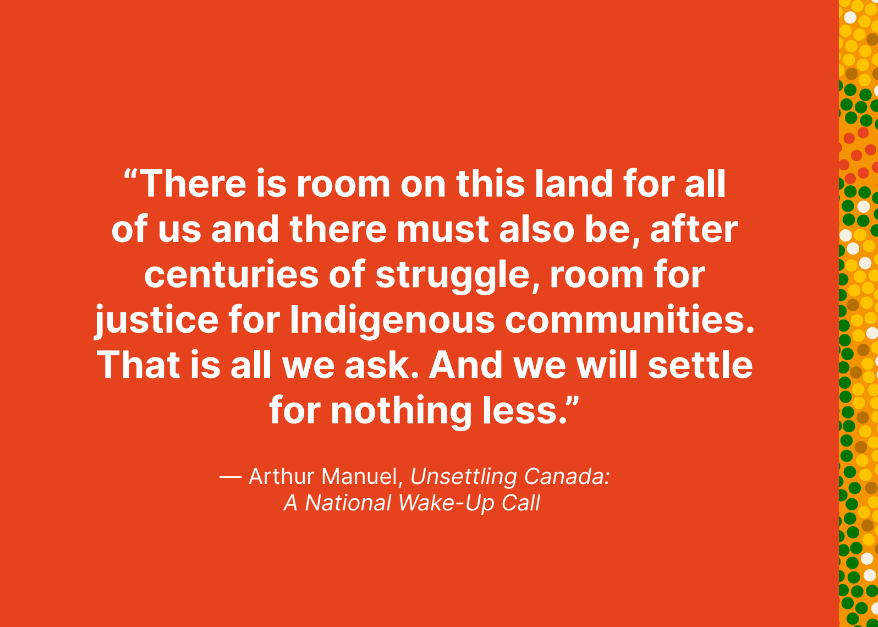 “There is room on this land for all
of us and there must also be, after
centuries of struggle, room for
justice for Indigenous communities.
That is all we ask. And we will settle
for nothing less.”
— Arthur Manuel, Unsettling Canada:
A National Wake-Up Call